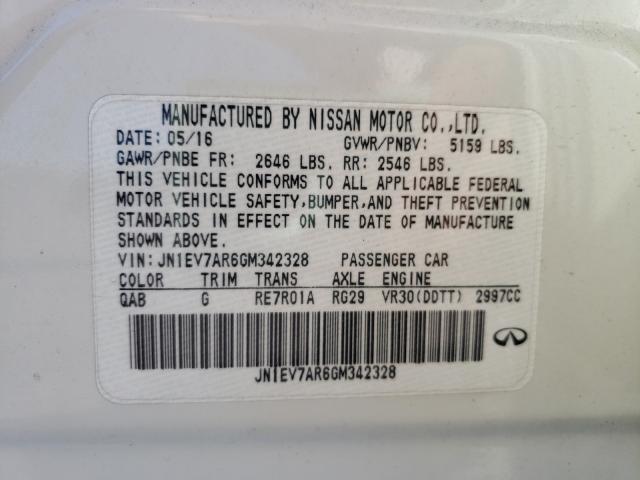 MANUFACTURED BY NISSAN MOTOR CO.,LTD.
DATE: 05/16 GVWR/PNBV: 5159 LBS.
GAWR/PNBE FR: 2646 LBS. RR: 2546 LBS.
THIS VEHICLE CONFORMS TO ALL APPLICABLE FEDERAL
MOTOR VEHICLE SAFETY,BUMPER,AND THEFT PREVENTION
STANDARDS IN EFFECT ON THE DATE OF MANUFACTURE
SHOWN ABOVE.
VIN: JN1EV7AR6GM342328 PASSENGER CAR
COLOR TRIM TRANS AXLE ENGINE
QAB G RE7R01A RG29 VR30(DDTT) 2997CC
JN1EV7AR6GM342328